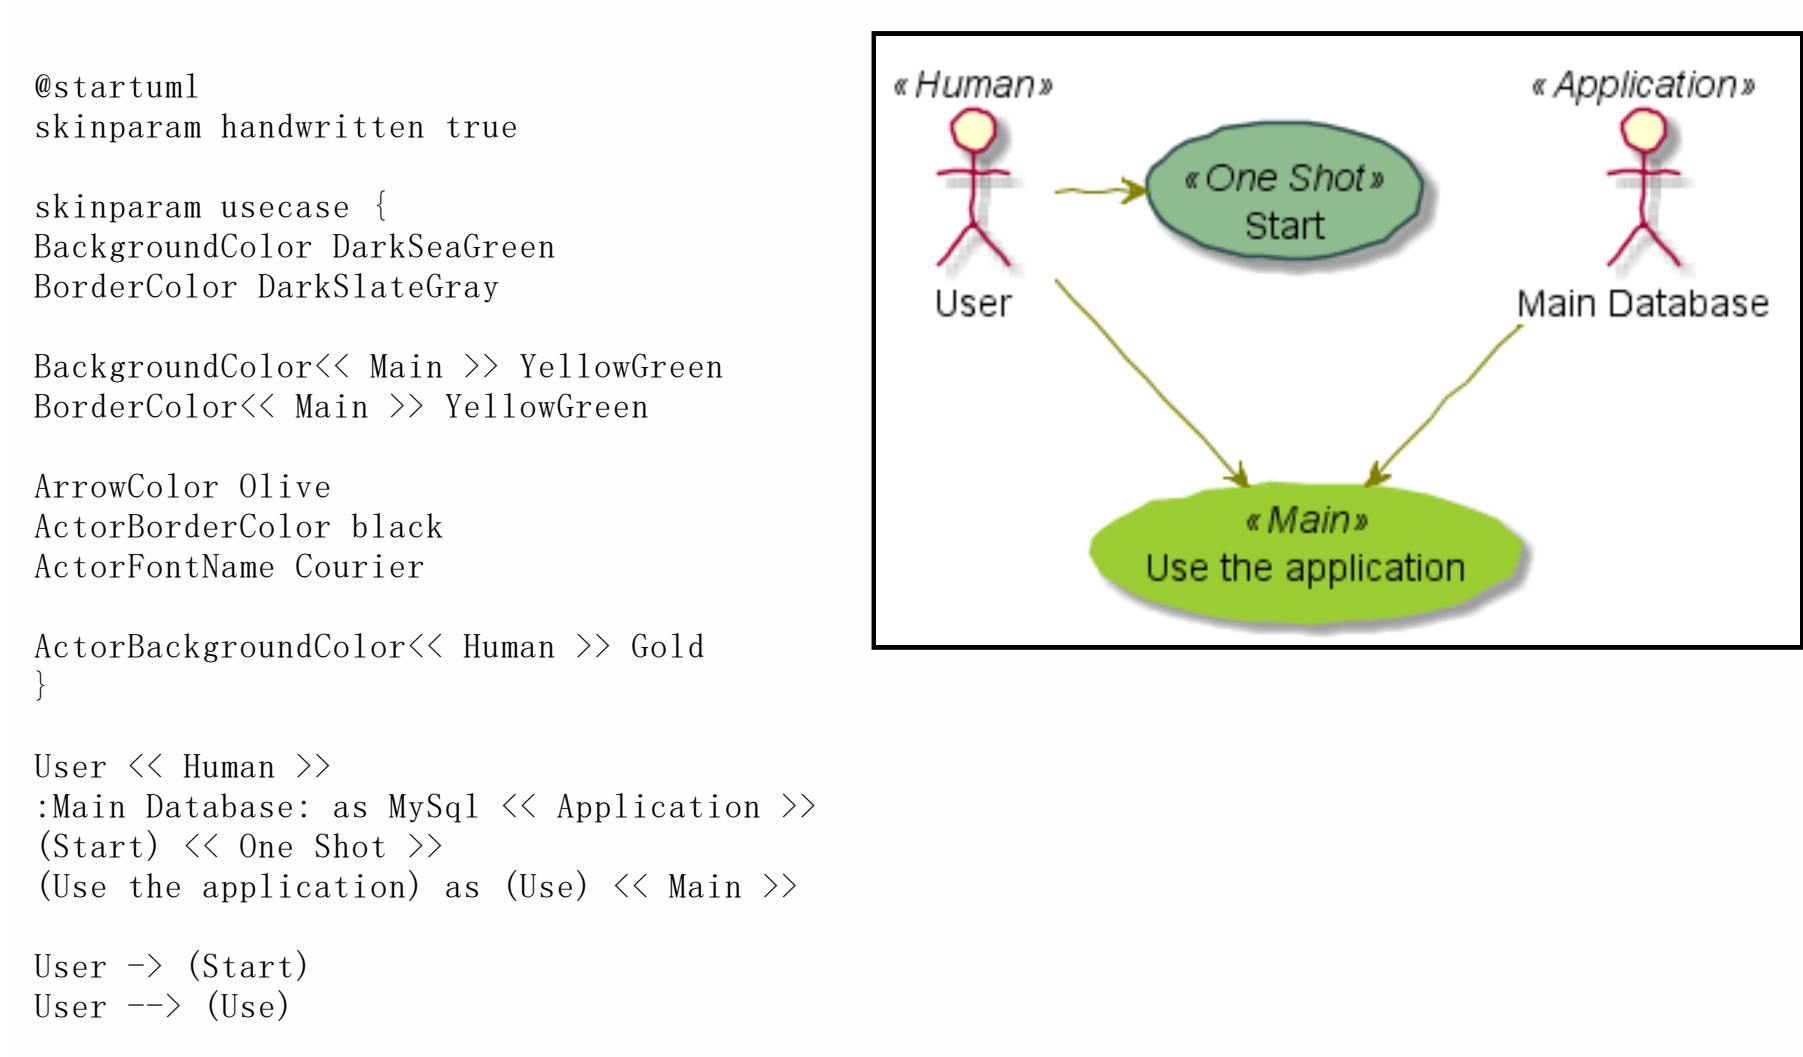 @startuml
skinparam handwritten true
skinparam usecase {
BackgroundColor DarkSeaGreen
BorderColor DarkSlateGray
BackgroundColor<< Main >> YellowGreen
BorderColor<< Main >> YellowGreen
ArrowColor Olive
ActorBorderColor black
ActorFontName Courier
ActorBackgroundColor<< Human >> Gold
}
User << Human >>
:Main Database: as MySql << Application >>
(Start) << One Shot >>
(Use the application) as (Use) << Main >>
User -> (Start)
User --> (Use)
«Human»
«Application»
«One Shot»
Start
User
Main Database
«Main»
Use the application